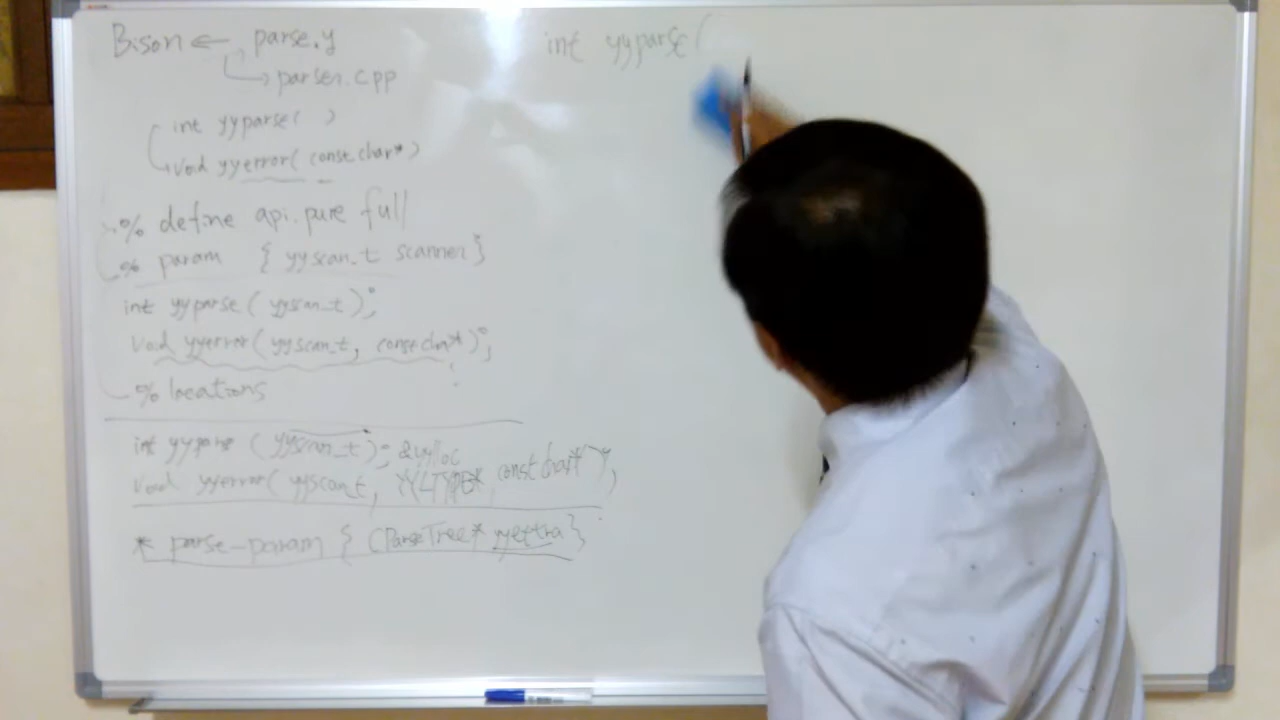 Bison ← parse.y
→ parser.cpp
int yyparse( )
void yyerror( const char* )
% define api.pure full
% param { yyscan_t scanner }
int yyparse ( yyscan_t );
void yyerror( yyscan_t, const char* );
% locations
int yyparse ( yyscan_t ); &yylloc
void yyerror( yyscan_t, YYLTYPE*, const char* );
* parse-param { (ParseTree* yyextra }
int yyparse (